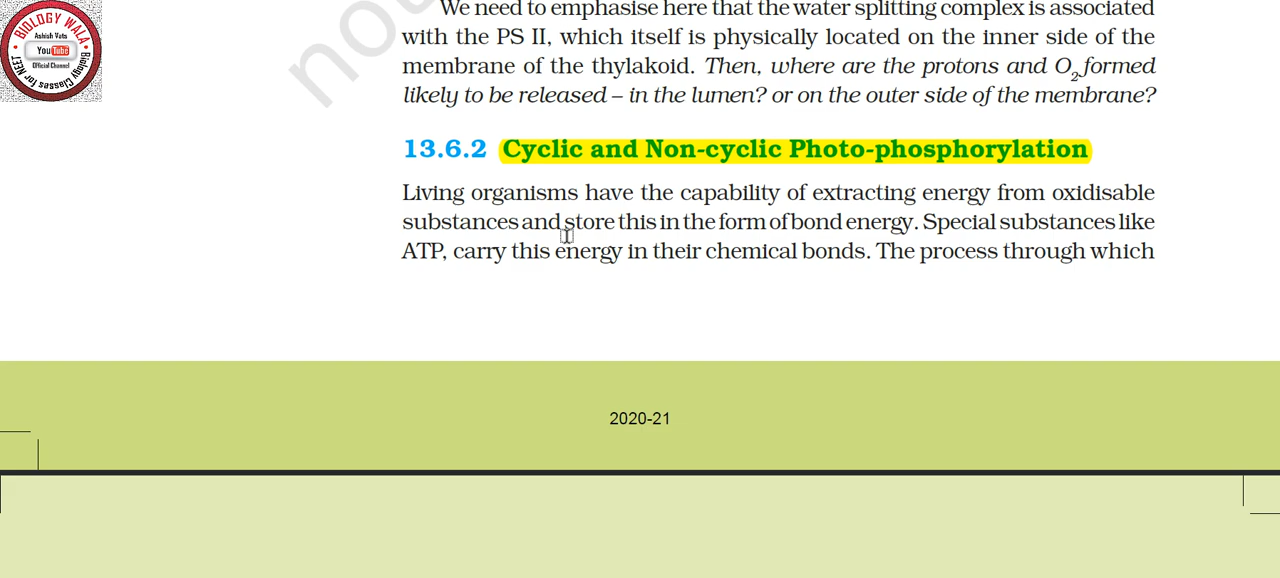 BIOLOGY WALA
Ashish Vats
YouTube
Official Channel
Biology Classes for NEET
no
We need to emphasise here that the water splitting complex is associated
with the PS II, which itself is physically located on the inner side of the
membrane of the thylakoid. Then, where are the protons and O2 formed
likely to be released – in the lumen? or on the outer side of the membrane?
13.6.2 Cyclic and Non-cyclic Photo-phosphorylation
Living organisms have the capability of extracting energy from oxidisable
substances and store this in the form of bond energy. Special substances like
ATP, carry this energy in their chemical bonds. The process through which
2020-21